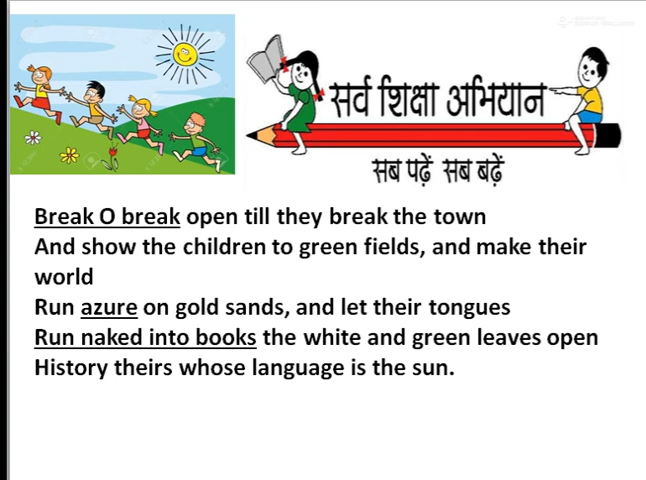 सर्व शिक्षा अभियान
सब पढ़ें सब बढ़ें
Break O break open till they break the town
And show the children to green fields, and make their
world
Run azure on gold sands, and let their tongues
Run naked into books the white and green leaves open
History theirs whose language is the sun.